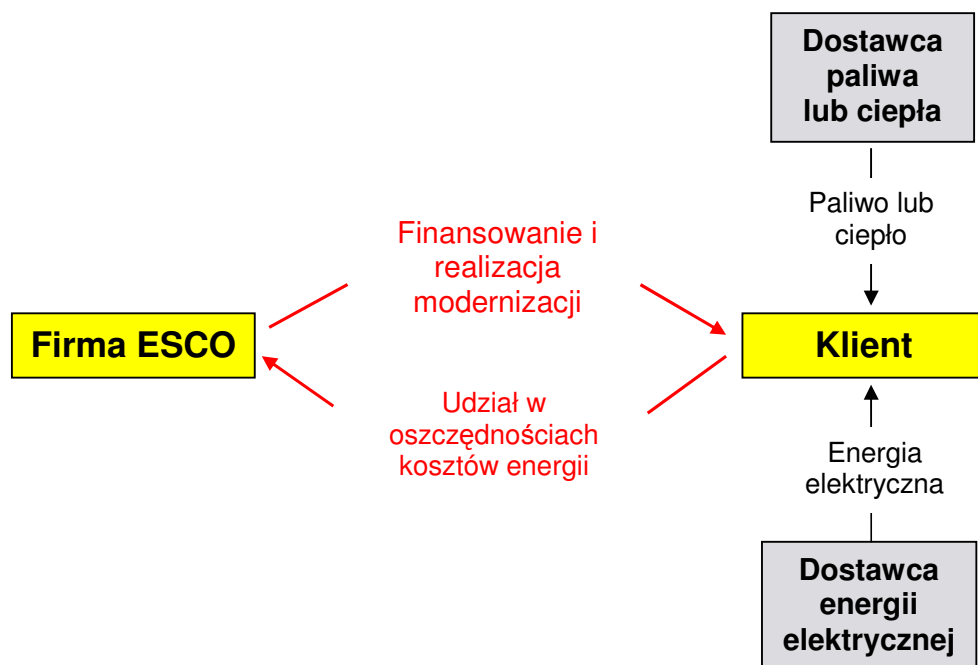 Dostawca
paliwa
lub ciepła
Paliwo lub
ciepło
Finansowanie i
realizacja
modernizacji
Firma ESCO
Klient
Udział w
oszczędnościach
kosztów energii
Energia
elektryczna
Dostawca
energii
elektrycznej